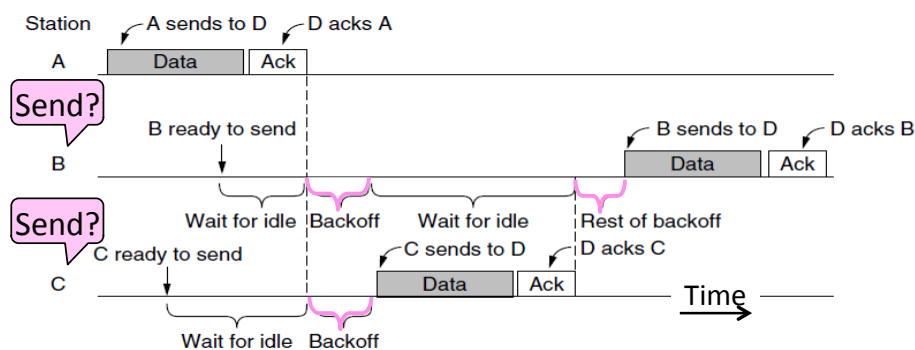 Station
A sends to D
D acks A
A
Data
Ack
Send?
B ready to send
B sends to D
D acks B
B
Data
Ack
Wait for idle
Backoff
Wait for idle
Rest of backoff
Send?
C ready to send
C sends to D
D acks C
C
Data
Ack
Time
Wait for idle
Backoff